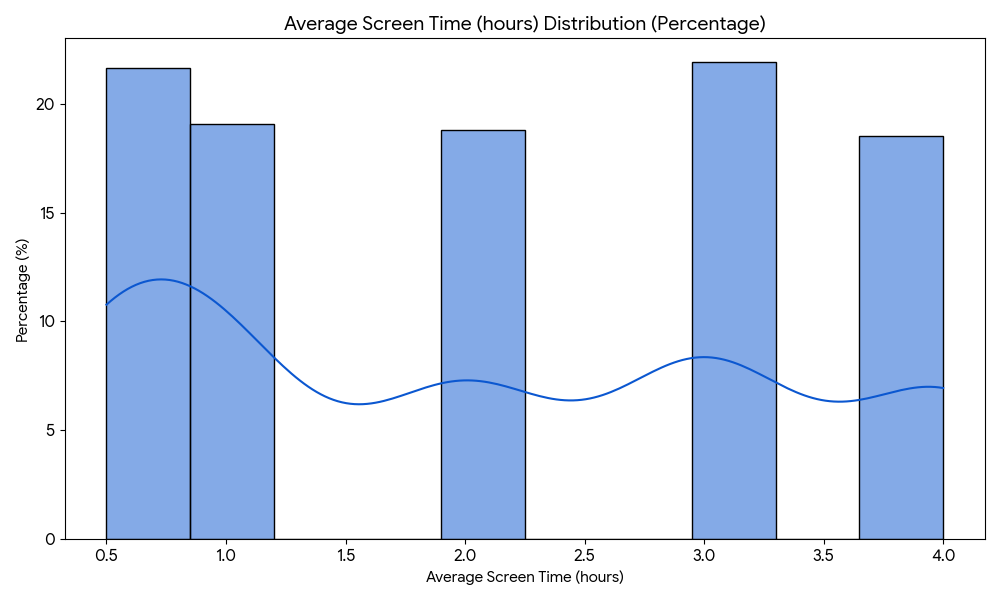 Average Screen Time (hours) Distribution (Percentage)
Percentage (%)
20
15
10
5
0
0.5 1.0 1.5 2.0 2.5 3.0 3.5 4.0
Average Screen Time (hours)